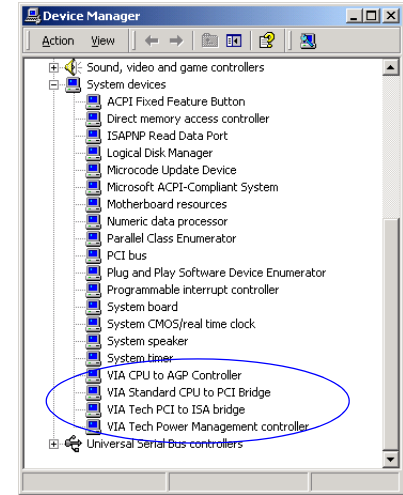 Device Manager
Action View
Sound, video and game controllers
System devices
ACPI Fixed Feature Button
Direct memory access controller
ISAPNP Read Data Port
Logical Disk Manager
Microcode Update Device
Microsoft ACPI-Compliant System
Motherboard resources
Numeric data processor
Parallel Class Enumerator
PCI bus
Plug and Play Software Device Enumerator
Programmable interrupt controller
System board
System CMOS/real time clock
System speaker
System timer
VIA CPU to AGP Controller
VIA Standard CPU to PCI Bridge
VIA Tech PCI to ISA bridge
VIA Tech Power Management controller
Universal Serial Bus controllers